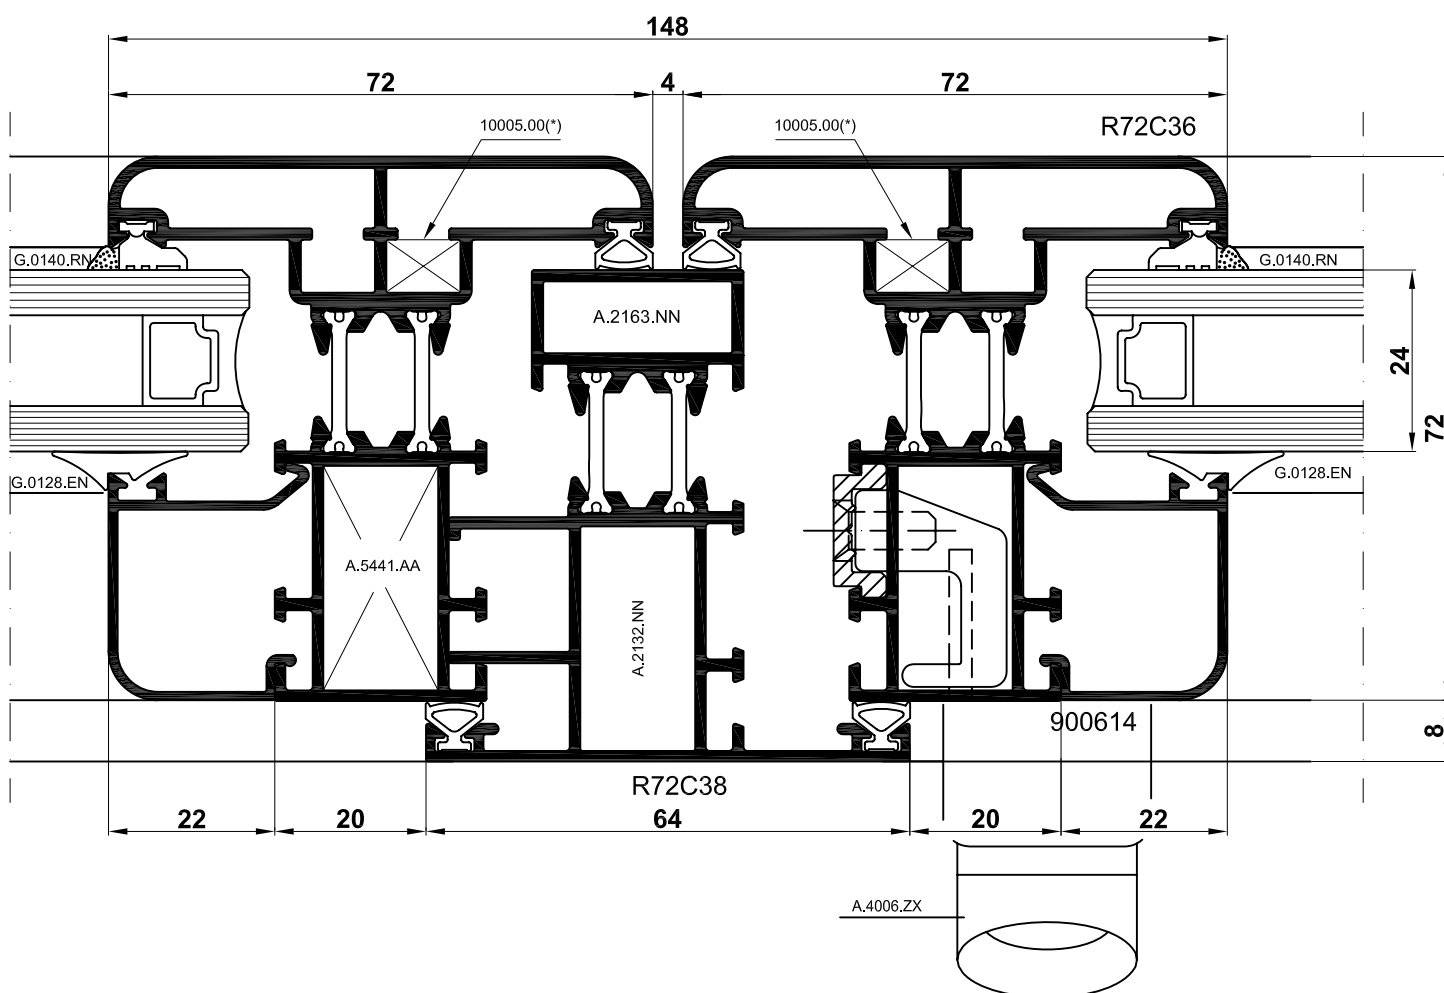 148
72
4
72
10005.00(*)
10005.00(*)
R72C36
G.0140.RN
G.0140.RN
A.2163.NN
24
72
G.0128.EN
G.0128.EN
A.5441.AA
A.2132.NN
900614
8
R72C38
22
20
64
20
22
A.4006.ZX